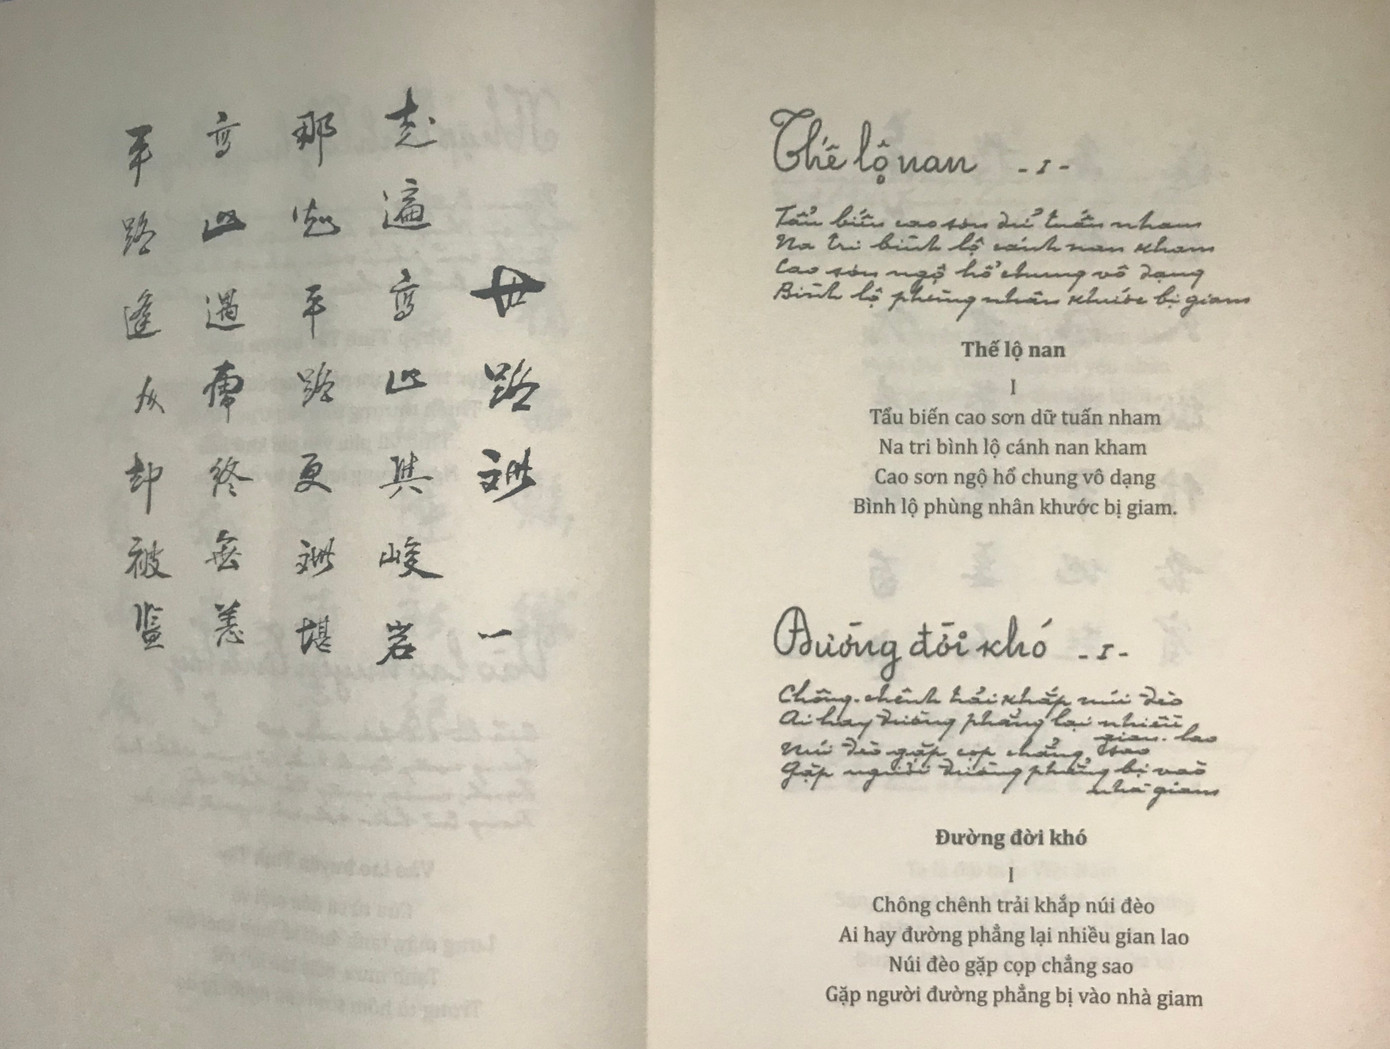 世路难 一
走遍高山與峻岩
那知平路更难堪
高山遇虎終無恙
平路逢人却被监
Thế lộ nan - I -
Tẩu biến cao sơn dữ tuấn nham
Na tri bình lộ cánh nan kham
Cao sơn ngộ hổ chung vô dạng
Bình lộ phùng nhân khước bị giam
Thế lộ nan
I
Tẩu biến cao sơn dữ tuấn nham
Na tri bình lộ cánh nan kham
Cao sơn ngộ hổ chung vô dạng
Bình lộ phùng nhân khước bị giam.
Đường đời khó - I -
Chông-chênh trải khắp núi đèo
Ai hay đường phẳng lại nhiều
gian-lao
Núi đèo gặp cọp chẳng sao
Gặp người đường phẳng bị vào
nhà giam
Đường đời khó
I
Chông chênh trải khắp núi đèo
Ai hay đường phẳng lại nhiều gian lao
Núi đèo gặp cọp chẳng sao
Gặp người đường phẳng bị vào nhà giam